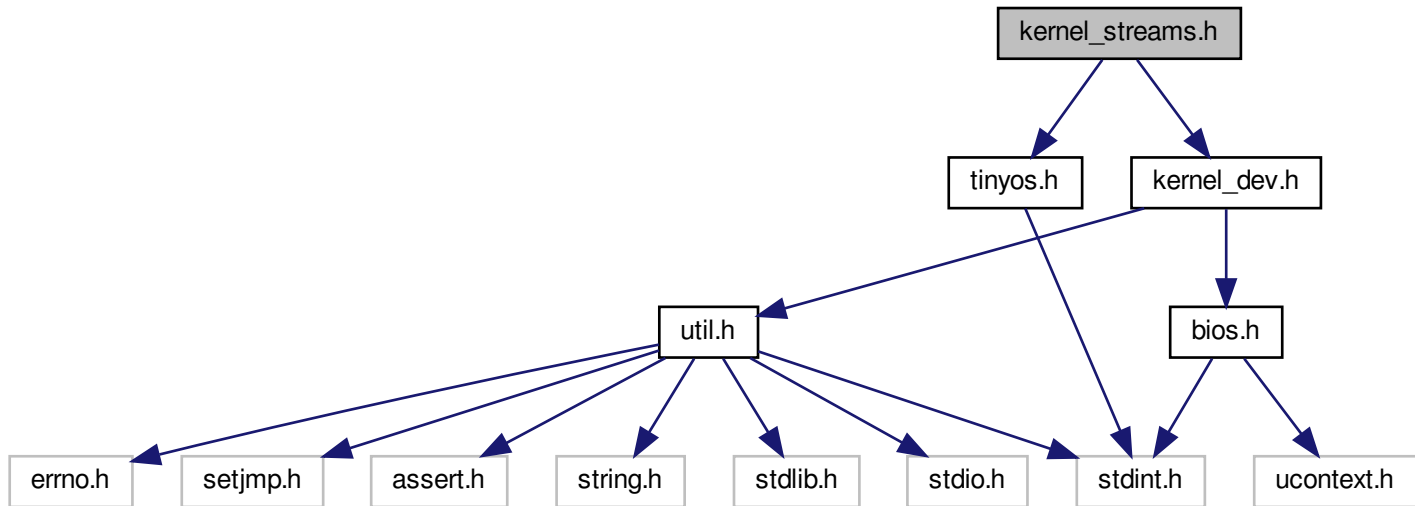 kernel_streams.h
tinyos.h
kernel_dev.h
util.h
bios.h
errno.h
setjmp.h
assert.h
string.h
stdlib.h
stdio.h
stdint.h
ucontext.h